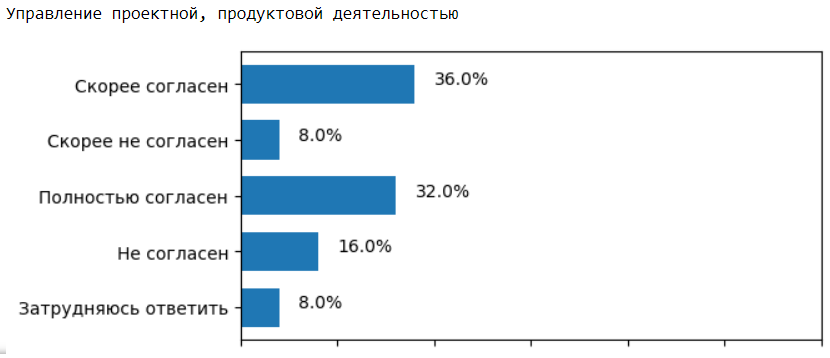 Управление проектной, продуктовой деятельностью
Скорее согласен 36.0%
Скорее не согласен 8.0%
Полностью согласен 32.0%
Не согласен 16.0%
Затрудняюсь ответить 8.0%